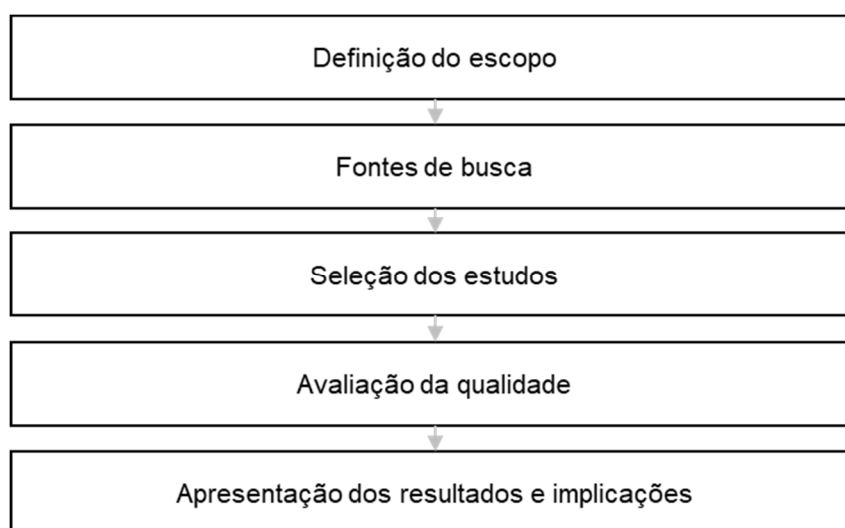 Definição do escopo
Fontes de busca
Seleção dos estudos
Avaliação da qualidade
Apresentação dos resultados e implicações